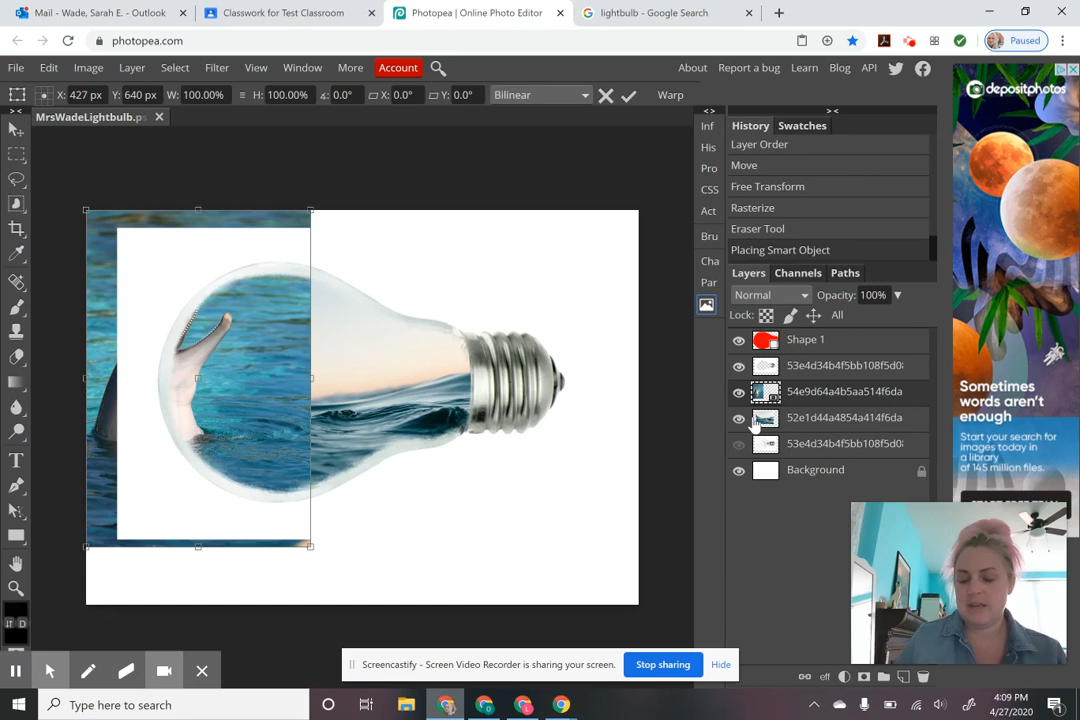 Mail - Wade, Sarah E. - Outlook
Classwork for Test Classroom
Photopea | Online Photo Editor
lightbulb - Google Search
photopea.com
Paused
File Edit Image Layer Select Filter View Window More Account
About Report a bug Learn Blog API
X: 427 px Y: 640 px W: 100.00% H: 100.00% 0.0° X: 0.0° Y: 0.0° Bilinear Warp
MrsWadeLightbulb.ps
Inf
His
Pro
CSS
Act
Bru
Cha
Par
History Swatches
Layer Order
Move
Free Transform
Rasterize
Eraser Tool
Placing Smart Object
Layers Channels Paths
Normal Opacity: 100%
Lock: All
Shape 1
53e4d34b4f5bb108f5d08
54e9d64a4b5aa514f6da
52e1d44a4854a414f6da
53e4d34b4f5bb108f5d08
Background
eff
depositphotos
Sometimes
words aren't
enough
Start your search for
images today in
a library
of 145 million files.
T
D
Screencastify - Screen Video Recorder is sharing your screen.
Stop sharing
Hide
Type here to search
4:09 PM
4/27/2020